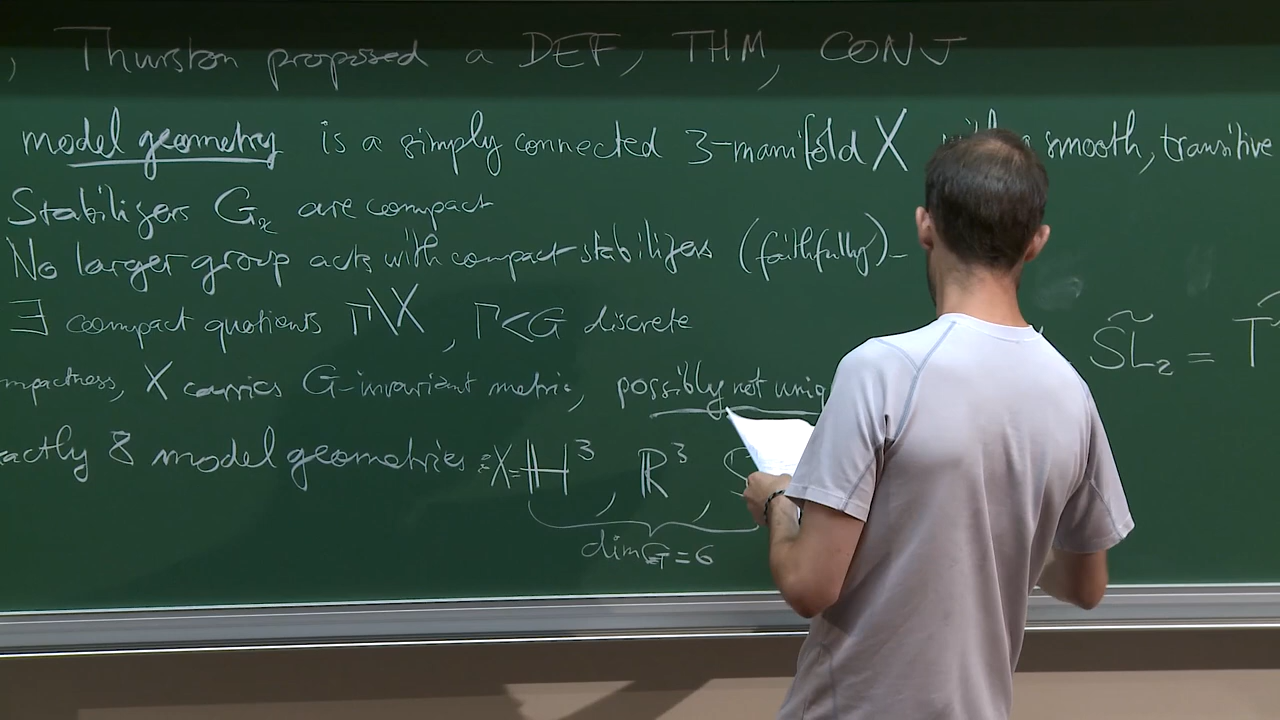 , Thurston proposed a DEF, THM, CONJ
model geometry is a simply connected 3-manifold X smooth, transitive
Stabilizers Gₓ are compact
No larger group acts with compact stabilizers (faithfully)-
∃ cocompact quotients Γ\X, Γ<G discrete
S̃L₂ = T
mpactness, X carries G-invariant metric, possibly not uniq
actly 8 model geometries : X=ℍ³, ℝ³, S
dim G = 6